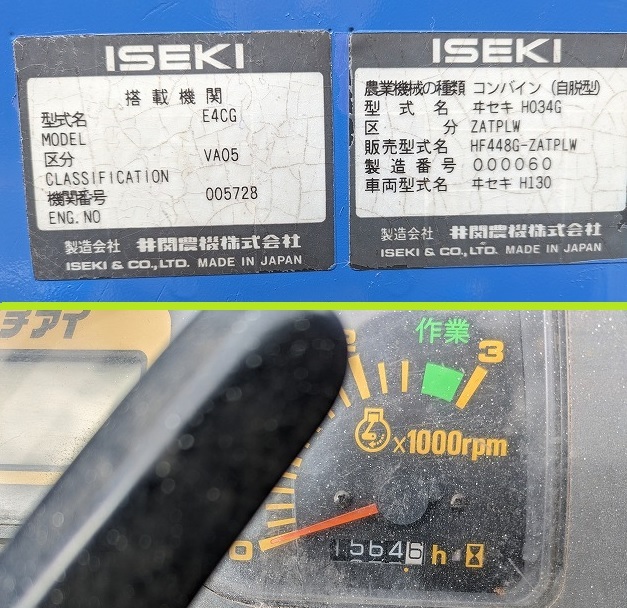 ISEKI
搭載機関
型式名 E4CG
MODEL
区分 VA05
CLASSIFICATION
機関番号 005728
ENG.NO
製造会社 井関農機株式会社
ISEKI & CO.,LTD. MADE IN JAPAN
ISEKI
農業機械の種類 コンバイン (自脱型)
型式名 ヰセキ HO34G
区分 ZATPLW
販売型式名 HF448G-ZATPLW
製造番号 000060
車両型式名 ヰセキ H130
製造会社 井関農機株式会社
ISEKI & CO.,LTD. MADE IN JAPAN
チアイ
作業
3
x1000rpm
0
h